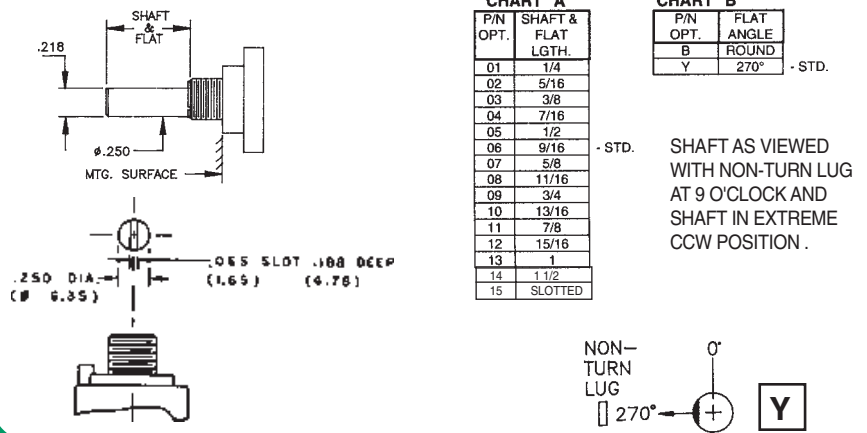 SHAFT
&
FLAT
.218
ø.250
MTG. SURFACE
.065 SLOT .188 DEEP
(1.65) (4.78)
.250 DIA.
(Ø 6.35)
CHART A
P/N OPT. SHAFT & FLAT LGTH.
01 1/4
02 5/16
03 3/8
04 7/16
05 1/2
06 9/16 - STD.
07 5/8
08 11/16
09 3/4
10 13/16
11 7/8
12 15/16
13 1
14 1 1/2
15 SLOTTED
CHART B
P/N OPT. FLAT ANGLE
B ROUND
Y 270° - STD.
SHAFT AS VIEWED
WITH NON-TURN LUG
AT 9 O'CLOCK AND
SHAFT IN EXTREME
CCW POSITION .
NON-
TURN
LUG
0°
270°
Y